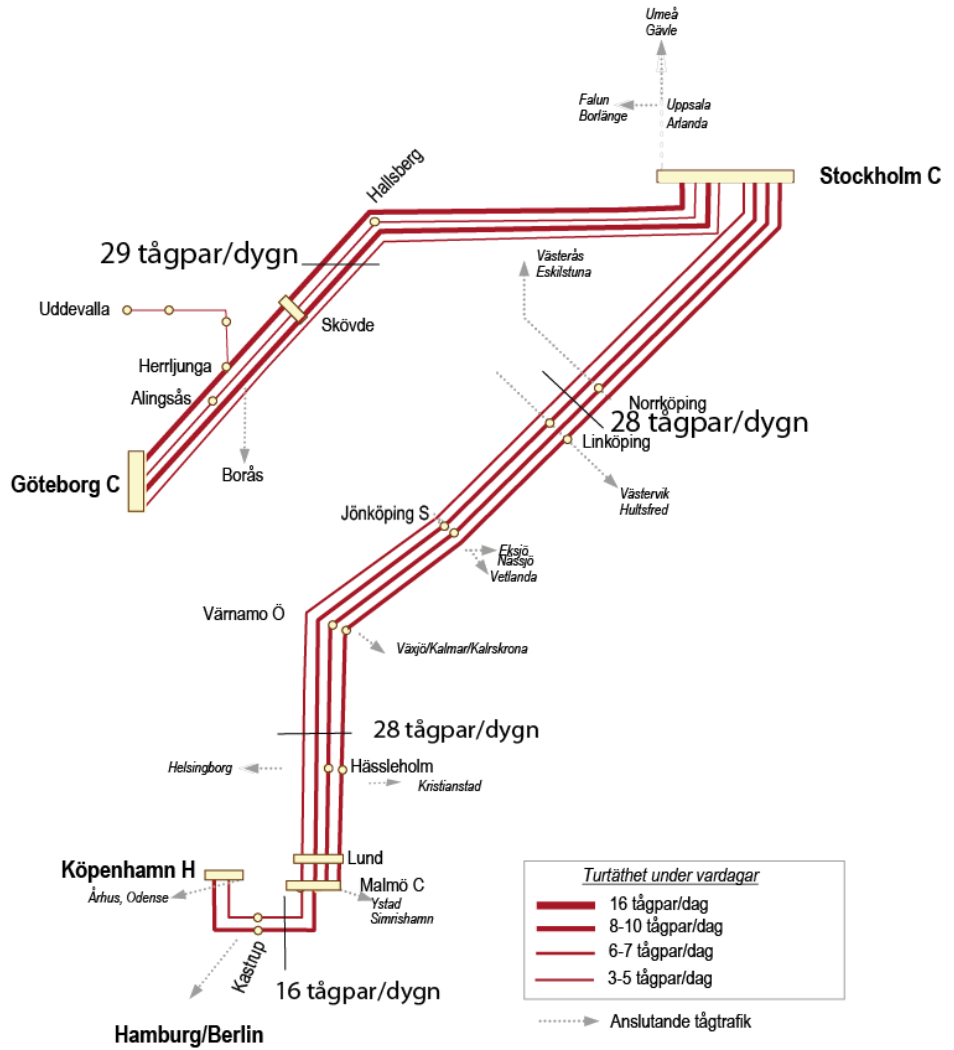 Umeå
Gävle
Falun
Borlänge
Uppsala
Arlanda
Stockholm C
Hallsberg
29 tågpar/dygn
Västerås
Eskilstuna
Uddevalla
Skövde
Herrljunga
Alingsås
Norrköping
28 tågpar/dygn
Linköping
Göteborg C
Borås
Västervik
Hultsfred
Jönköping S
Eksjö
Nässjö
Vetlanda
Värnamo Ö
Växjö/Kalmar/Kalrskrona
28 tågpar/dygn
Helsingborg
Hässleholm
Kristianstad
Lund
Köpenhamn H
Malmö C
Århus, Odense
Ystad
Simrishamn
Kastrup
16 tågpar/dygn
Hamburg/Berlin
Turtäthet under vardagar
16 tågpar/dag
8-10 tågpar/dag
6-7 tågpar/dag
3-5 tågpar/dag
Anslutande tågtrafik